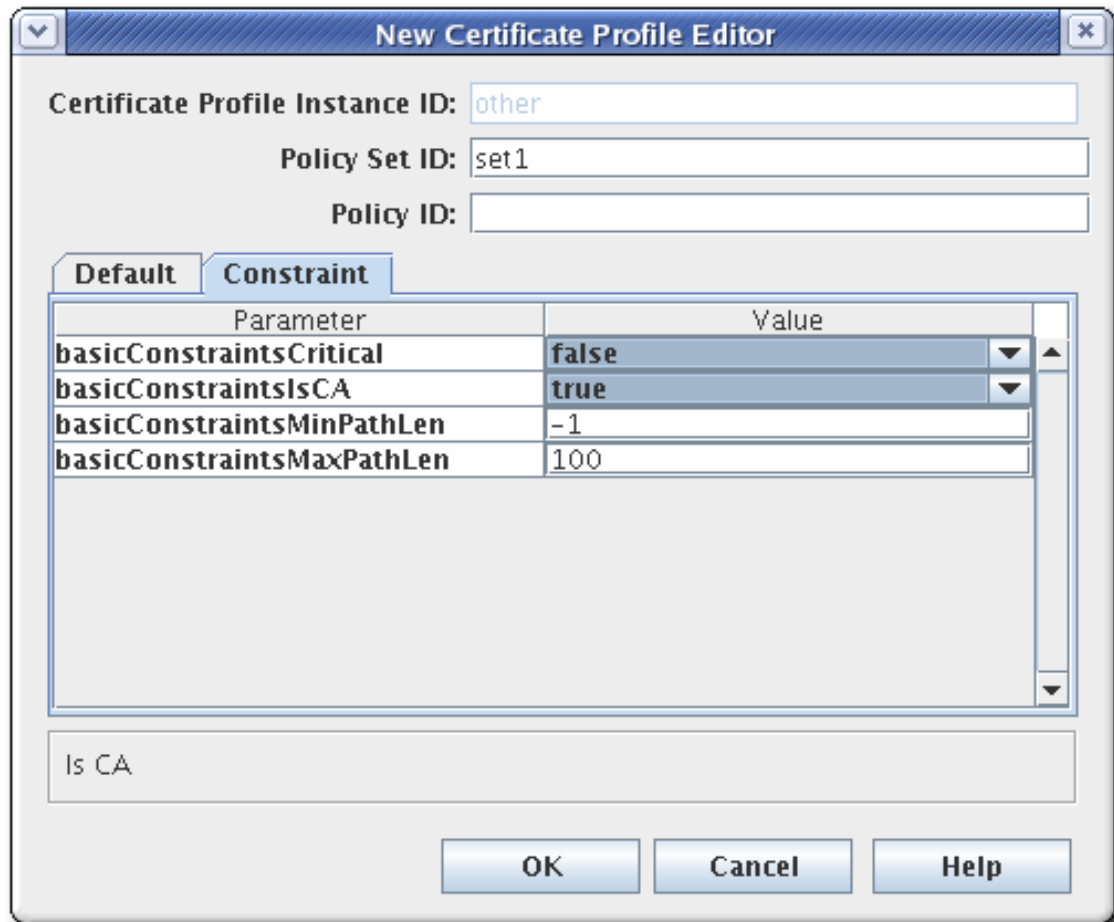 New Certificate Profile Editor
Certificate Profile Instance ID: other
Policy Set ID: set1
Policy ID:
Default Constraint
Parameter Value
basicConstraintsCritical false
basicConstraintsIsCA true
basicConstraintsMinPathLen -1
basicConstraintsMaxPathLen 100
Is CA
OK Cancel Help